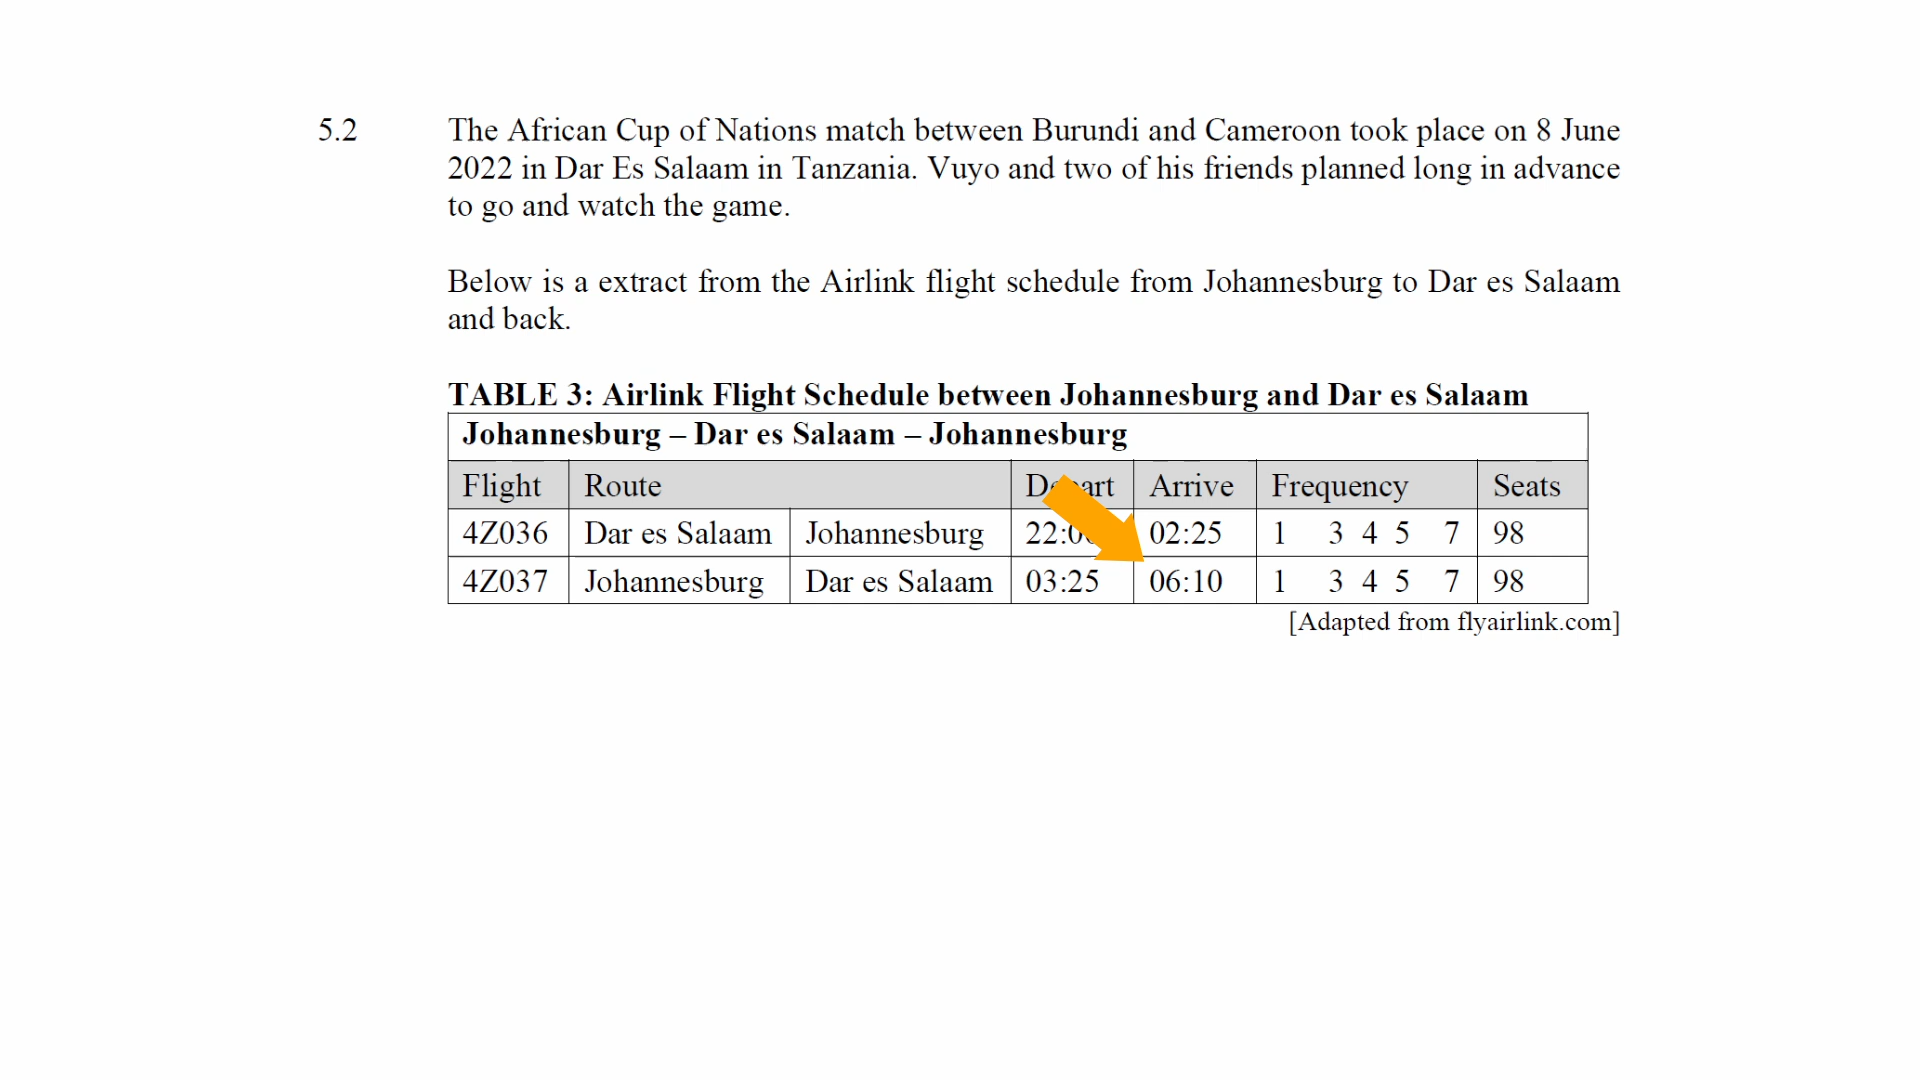 5.2 The African Cup of Nations match between Burundi and Cameroon took place on 8 June
2022 in Dar Es Salaam in Tanzania. Vuyo and two of his friends planned long in advance
to go and watch the game.
Below is a extract from the Airlink flight schedule from Johannesburg to Dar es Salaam
and back.
TABLE 3: Airlink Flight Schedule between Johannesburg and Dar es Salaam
Johannesburg – Dar es Salaam – Johannesburg
Flight Route Depart Arrive Frequency Seats
4Z036 Dar es Salaam Johannesburg 02:25 1 3 4 5 7 98
4Z037 Johannesburg Dar es Salaam 03:25 06:10 1 3 4 5 7 98
[Adapted from flyairlink.com]